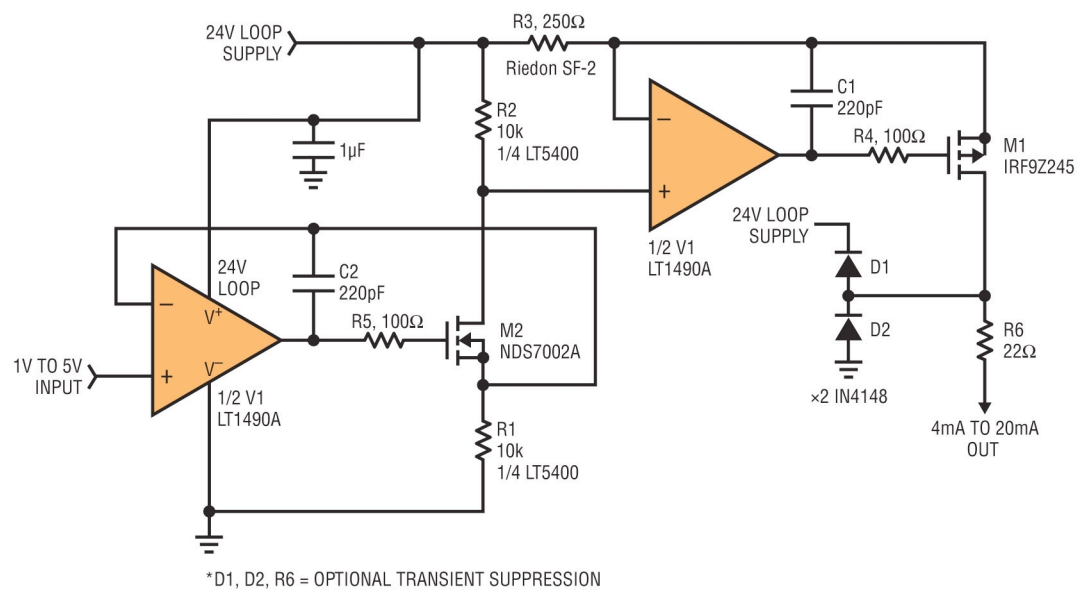 24V LOOP
SUPPLY
R3, 250Ω
Riedon SF-2
R2
10k
1/4 LT5400
1µF
−
+
1/2 V1
LT1490A
C1
220pF
R4, 100Ω
M1
IRF9Z245
24V LOOP
SUPPLY
D1
D2
×2 IN4148
R6
22Ω
4mA TO 20mA
OUT
24V
LOOP
V+
−
+
V−
1V TO 5V
INPUT
1/2 V1
LT1490A
C2
220pF
R5, 100Ω
M2
NDS7002A
R1
10k
1/4 LT5400
*D1, D2, R6 = OPTIONAL TRANSIENT SUPPRESSION